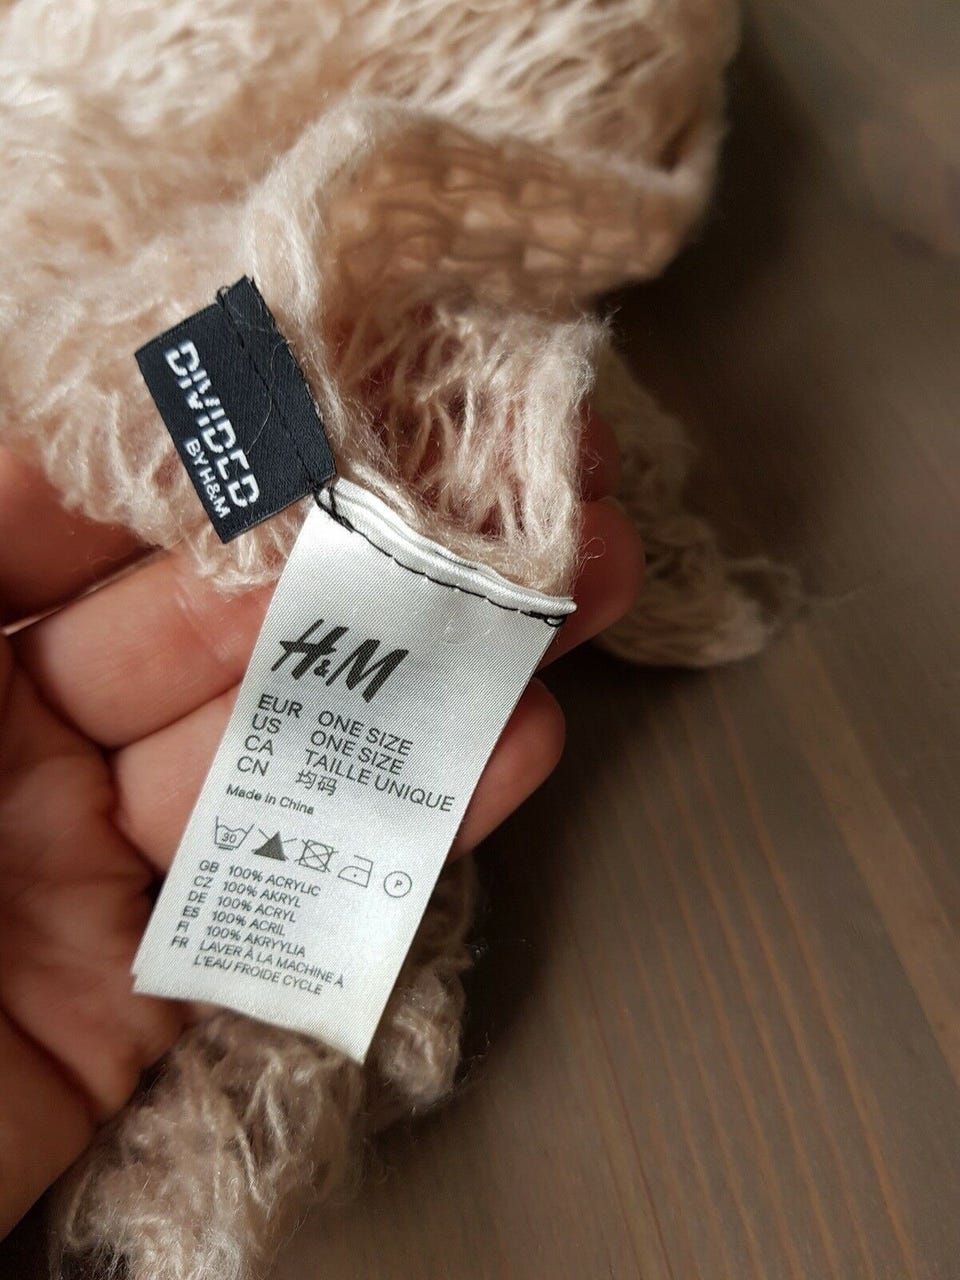 DIVIDED
BY H&M
H&M
EUR ONE SIZE
US ONE SIZE
CA TAILLE UNIQUE
CN 均码
Made in China
30
P
GB 100% ACRYLIC
CZ 100% AKRYL
DE 100% ACRYL
ES 100% ACRIL
FI 100% AKRYYLIA
FR LAVER À LA MACHINE À
L'EAU FROIDE CYCLE